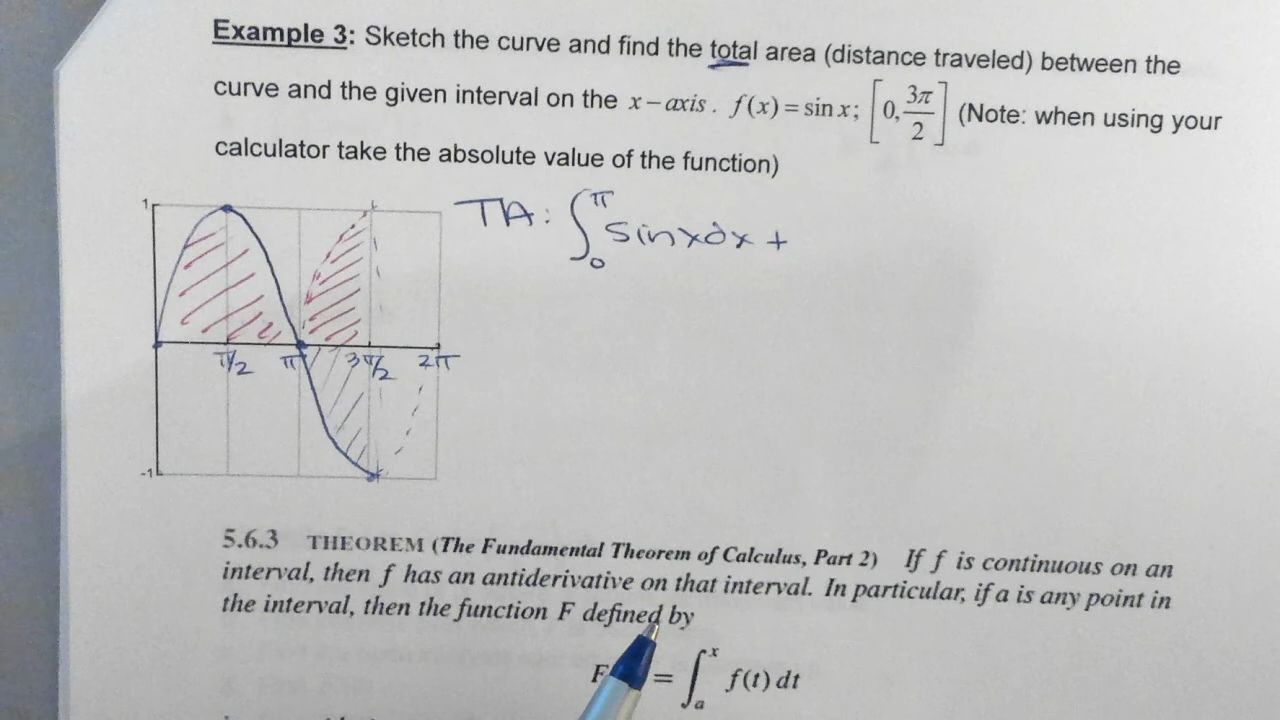 Example 3: Sketch the curve and find the total area (distance traveled) between the
curve and the given interval on the x-axis. f(x) = sin x; [0, 3π/2] (Note: when using your
calculator take the absolute value of the function)
TA: ∫₀^π sinx dx +
1
π/2 π 3π/2 2π
-1
5.6.3 THEOREM (The Fundamental Theorem of Calculus, Part 2) If f is continuous on an
interval, then f has an antiderivative on that interval. In particular, if a is any point in
the interval, then the function F defined by
F = ∫ₐˣ f(t) dt